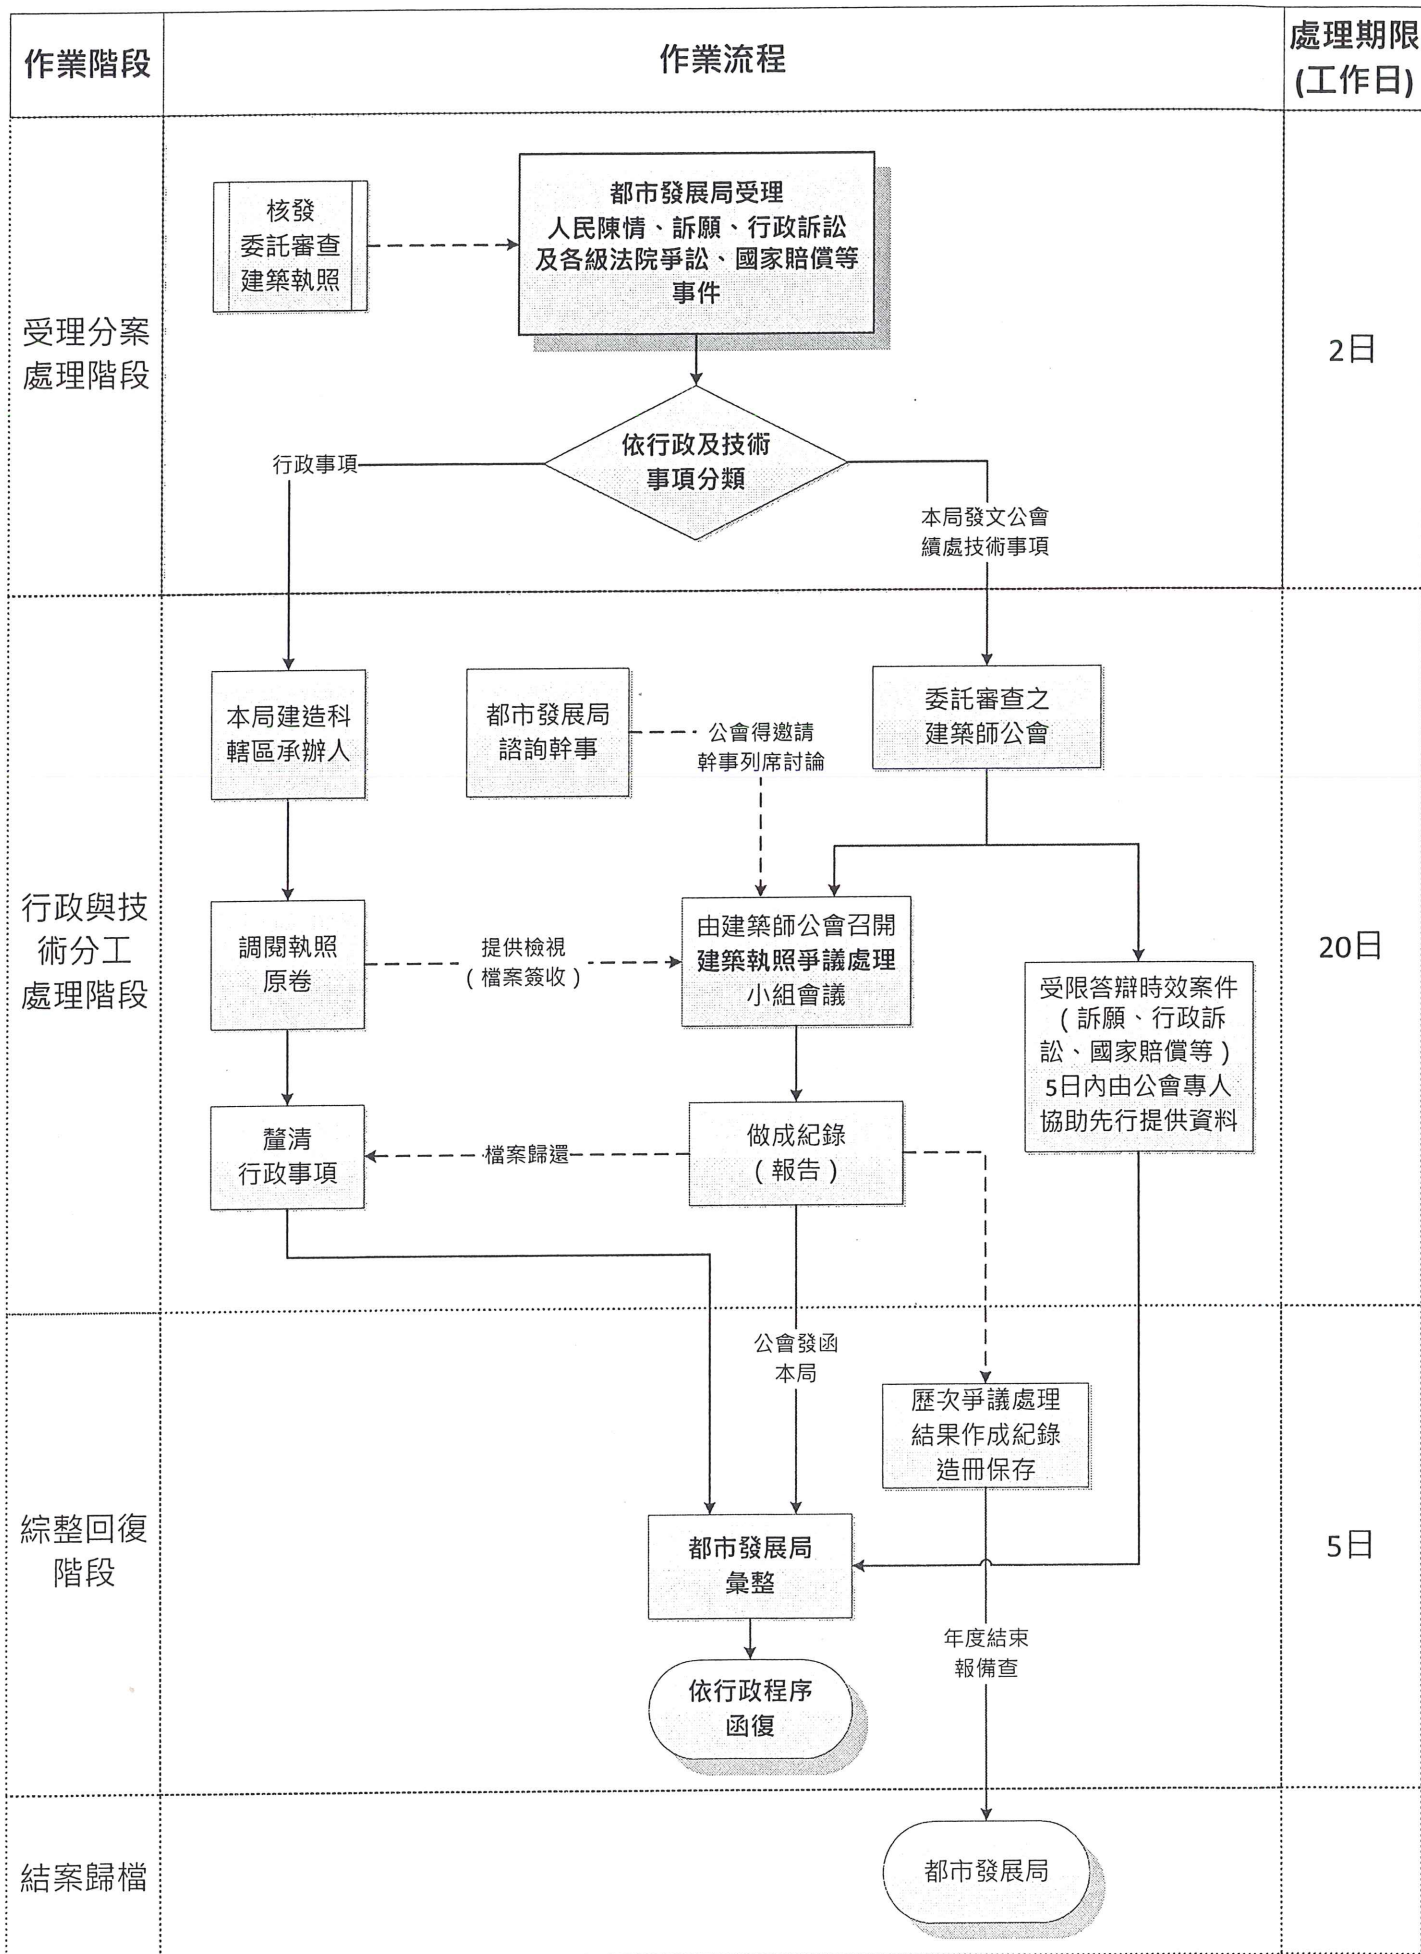 作業階段
作業流程
處理期限
(工作日)
受理分案
處理階段
核發
委託審查
建築執照
都市發展局受理
人民陳情、訴願、行政訴訟
及各級法院爭訟、國家賠償等
事件
2日
依行政及技術
事項分類
行政事項
本局發文公會
續處技術事項
行政與技
術分工
處理階段
本局建造科
轄區承辦人
都市發展局
諮詢幹事
公會得邀請
幹事列席討論
委託審查之
建築師公會
20日
調閱執照
原卷
提供檢視
(檔案簽收)
由建築師公會召開
建築執照爭議處理
小組會議
受限答辯時效案件
(訴願、行政訴
訟、國家賠償等)
5日內由公會專人
協助先行提供資料
釐清
行政事項
檔案歸還
做成紀錄
(報告)
綜整回復
階段
公會發函
本局
歷次爭議處理
結果作成紀錄
造冊保存
都市發展局
彙整
5日
年度結束
報備查
依行政程序
函復
結案歸檔
都市發展局